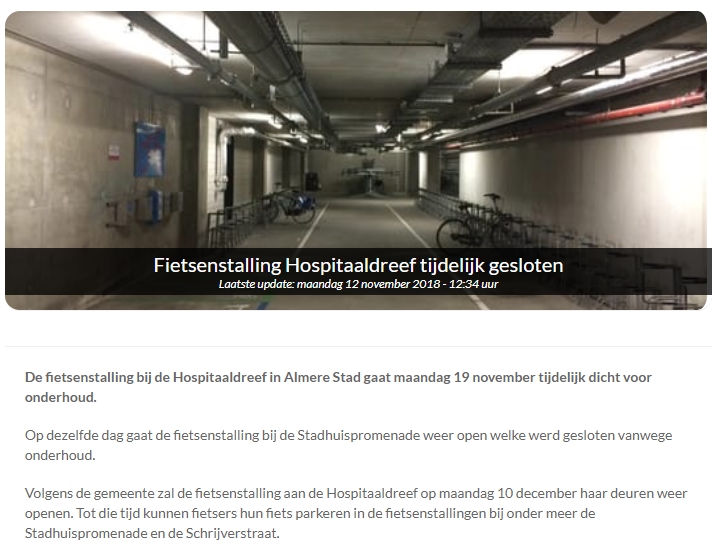 Fietsenstalling Hospitaaldreef tijdelijk gesloten
Laatste update: maandag 12 november 2018 - 12:34 uur
De fietsenstalling bij de Hospitaaldreef in Almere Stad gaat maandag 19 november tijdelijk dicht voor
onderhoud.
Op dezelfde dag gaat de fietsenstalling bij de Stadhuispromenade weer open welke werd gesloten vanwege
onderhoud.
Volgens de gemeente zal de fietsenstalling aan de Hospitaaldreef op maandag 10 december haar deuren weer
openen. Tot die tijd kunnen fietsers hun fiets parkeren in de fietsenstallingen bij onder meer de
Stadhuispromenade en de Schrijverstraat.